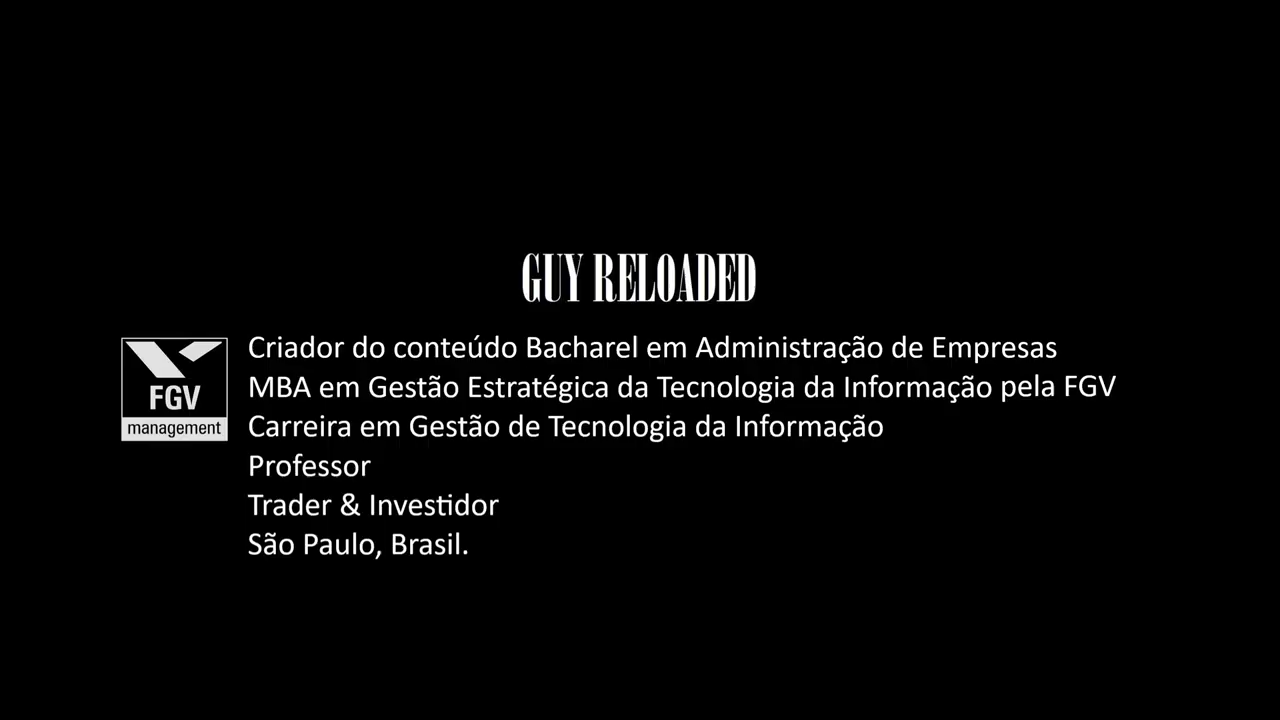 GUY RELOADED
FGV
management
Criador do conteúdo Bacharel em Administração de Empresas
MBA em Gestão Estratégica da Tecnologia da Informação pela FGV
Carreira em Gestão de Tecnologia da Informação
Professor
Trader & Investidor
São Paulo, Brasil.